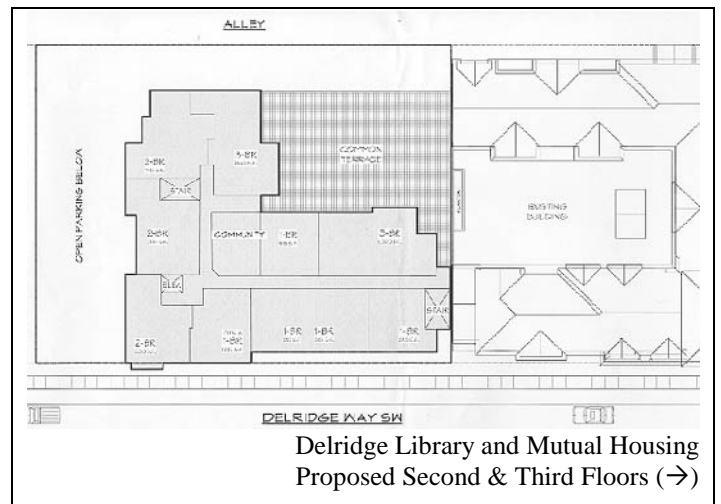 ALLEY
OPEN PARKING BELOW
2-BR
3-BR
STAIR
COMMON
TERRACE
2-BR
COMMUNITY
1-BR
3-BR
EXISTING
BUILDING
ELEV.
STAIR
2-BR
1-BR
1-BR
1-BR
1-BR
DELRIDGE WAY SW
Delridge Library and Mutual Housing
Proposed Second & Third Floors (→)